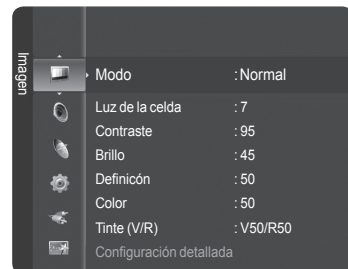 Imagen
Modo :Normal
Luz de la celda :7
Contraste :95
Brillo :45
Definicón :50
Color :50
Tinte (V/R) :V50/R50
Configuración detallada